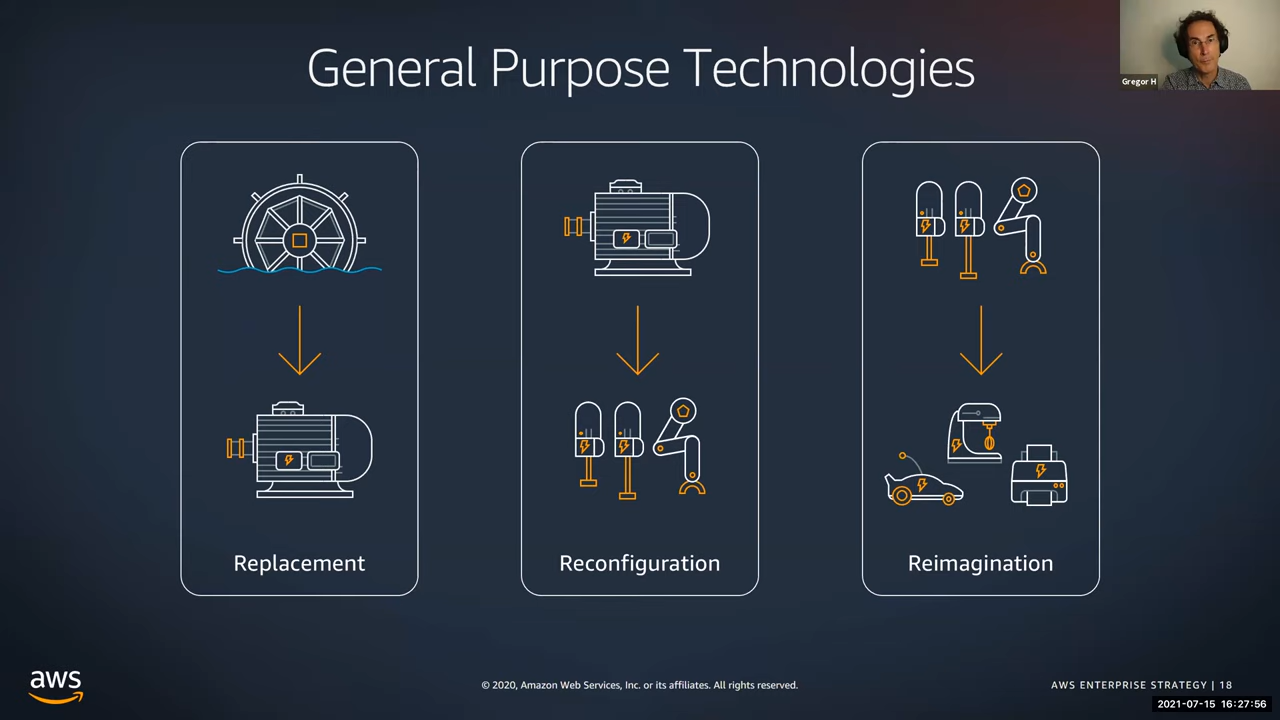 General Purpose Technologies
Gregor H
Replacement
Reconfiguration
Reimagination
aws
© 2020, Amazon Web Services, Inc. or its affiliates. All rights reserved.
AWS ENTERPRISE STRATEGY | 18
2021-07-15 16:27:56